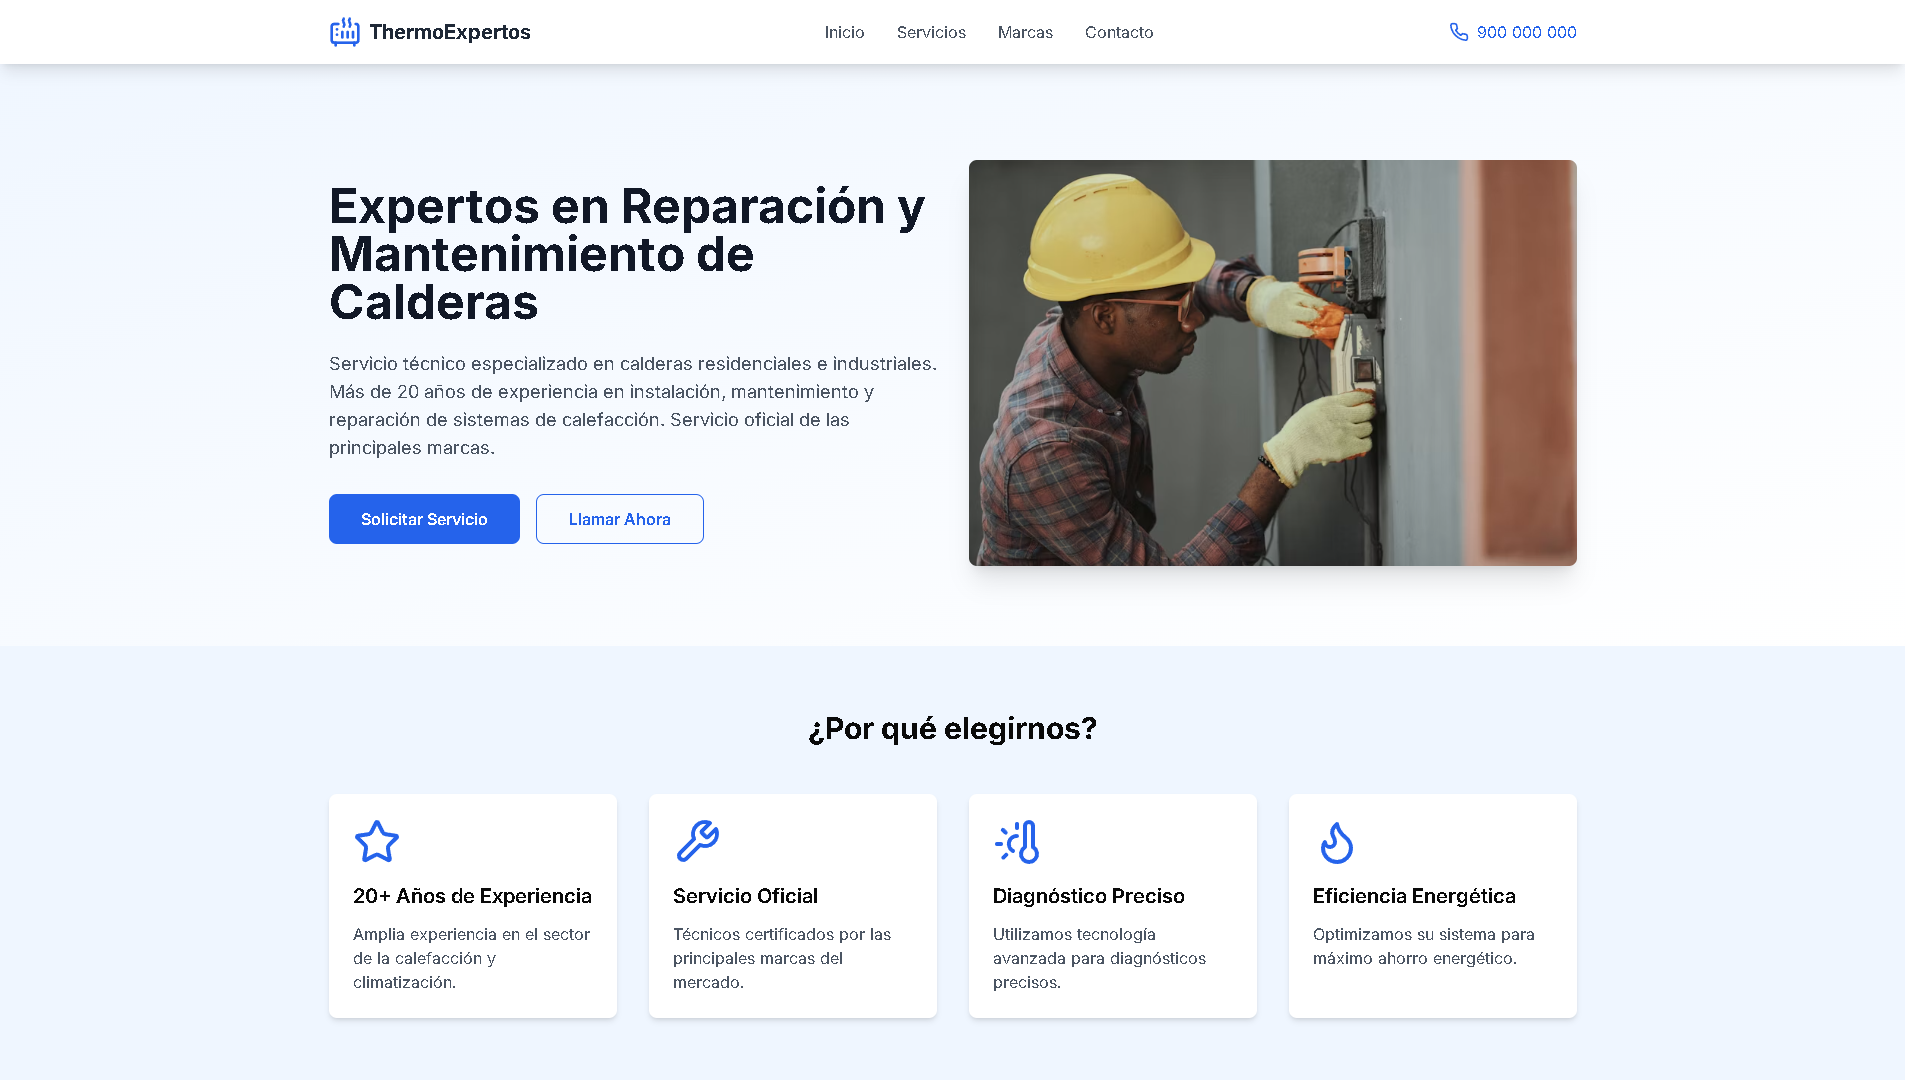 ThermoExpertos
Inicio
Servicios
Marcas
Contacto
900 000 000
Expertos en Reparación y
Mantenimiento de
Calderas
Servicio técnico especializado en calderas residenciales e industriales.
Más de 20 años de experiencia en instalación, mantenimiento y
reparación de sistemas de calefacción. Servicio oficial de las
principales marcas.
Solicitar Servicio
Llamar Ahora
¿Por qué elegirnos?
20+ Años de Experiencia
Amplia experiencia en el sector
de la calefacción y
climatización.
Servicio Oficial
Técnicos certificados por las
principales marcas del
mercado.
Diagnóstico Preciso
Utilizamos tecnología
avanzada para diagnósticos
precisos.
Eficiencia Energética
Optimizamos su sistema para
máximo ahorro energético.